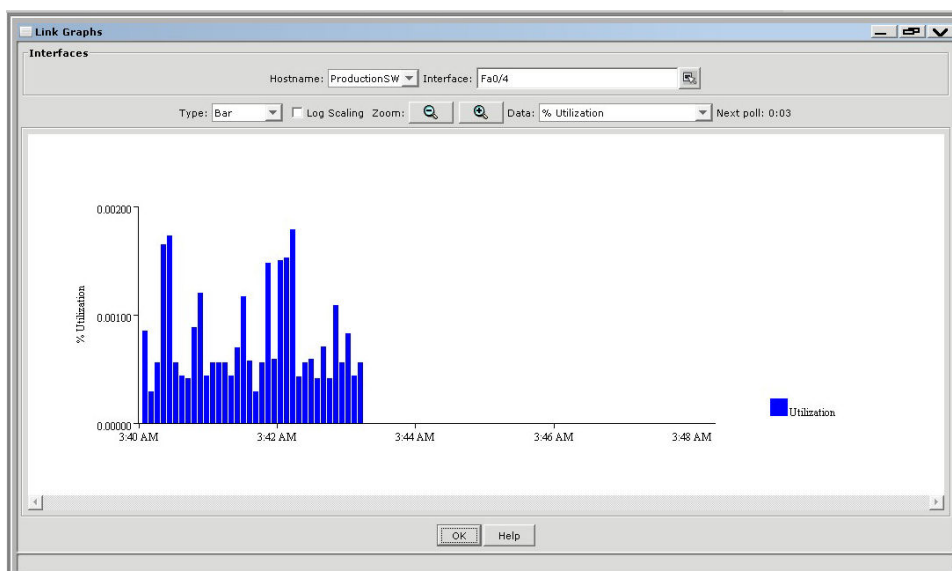 Link Graphs
Interfaces
Hostname: ProductionSW Interface: Fa0/4
Type: Bar Log Scaling Zoom: Data: % Utilization Next poll: 0:03
0.00200
0.00100
0.00000
% Utilization
3:40 AM 3:42 AM 3:44 AM 3:46 AM 3:48 AM
Utilization
OK Help